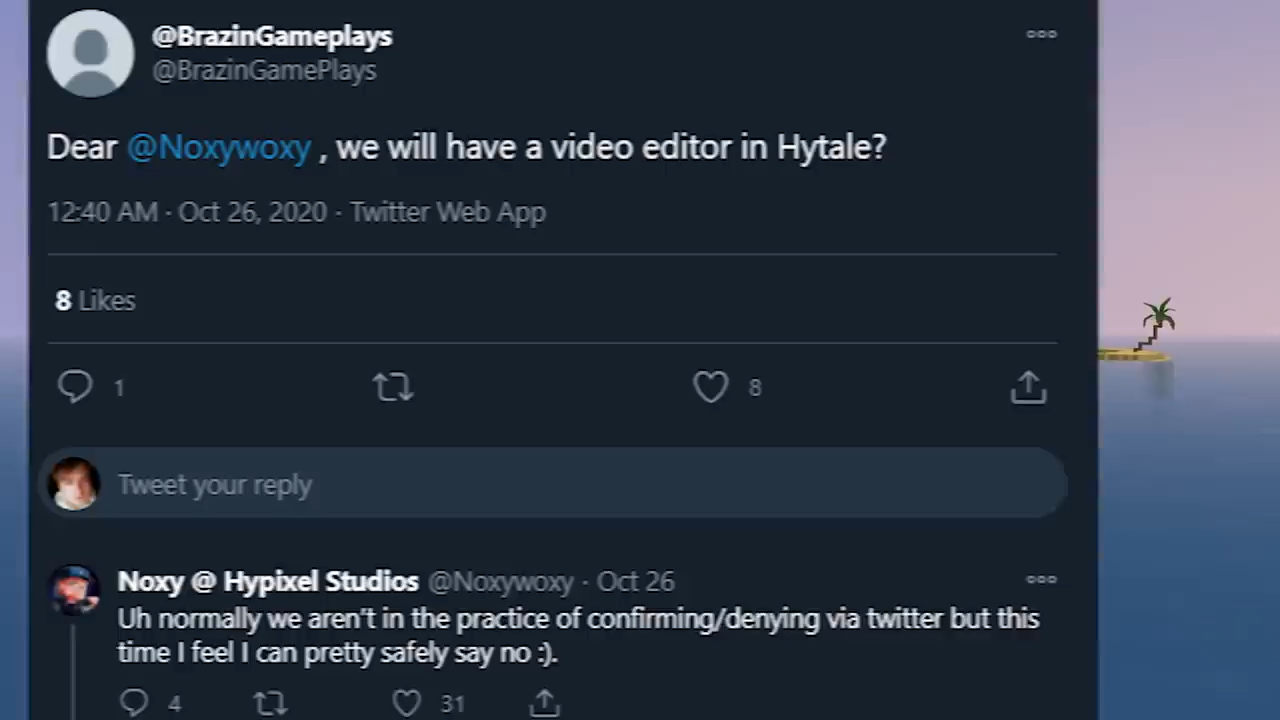 @BrazinGameplays
@BrazinGamePlays
Dear @Noxywoxy , we will have a video editor in Hytale?
12:40 AM · Oct 26, 2020 · Twitter Web App
8 Likes
1 8
Tweet your reply
Noxy @ Hypixel Studios @Noxywoxy · Oct 26
Uh normally we aren't in the practice of confirming/denying via twitter but this
time I feel I can pretty safely say no :).
4 31